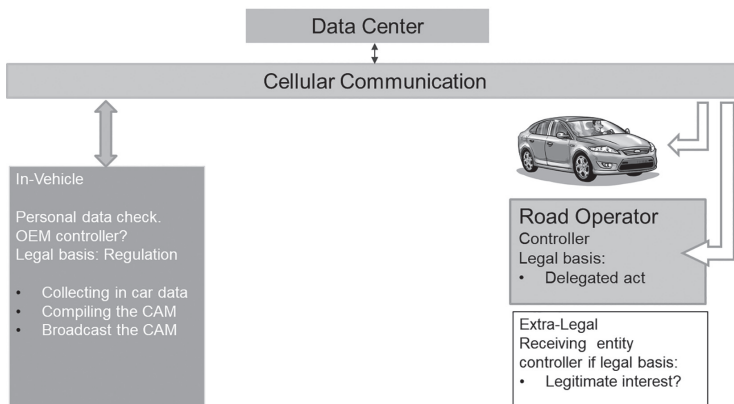 Data Center
Cellular Communication
In-Vehicle
Personal data check.
OEM controller?
Legal basis: Regulation
• Collecting in car data
• Compiling the CAM
• Broadcast the CAM
Road Operator
Controller
Legal basis:
• Delegated act
Extra-Legal
Receiving entity
controller if legal basis:
• Legitimate interest?